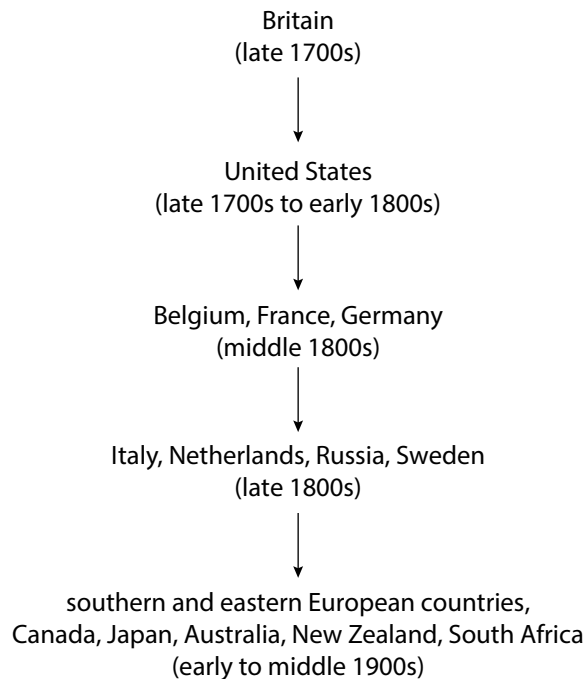 Britain
(late 1700s)
United States
(late 1700s to early 1800s)
Belgium, France, Germany
(middle 1800s)
Italy, Netherlands, Russia, Sweden
(late 1800s)
southern and eastern European countries,
Canada, Japan, Australia, New Zealand, South Africa
(early to middle 1900s)